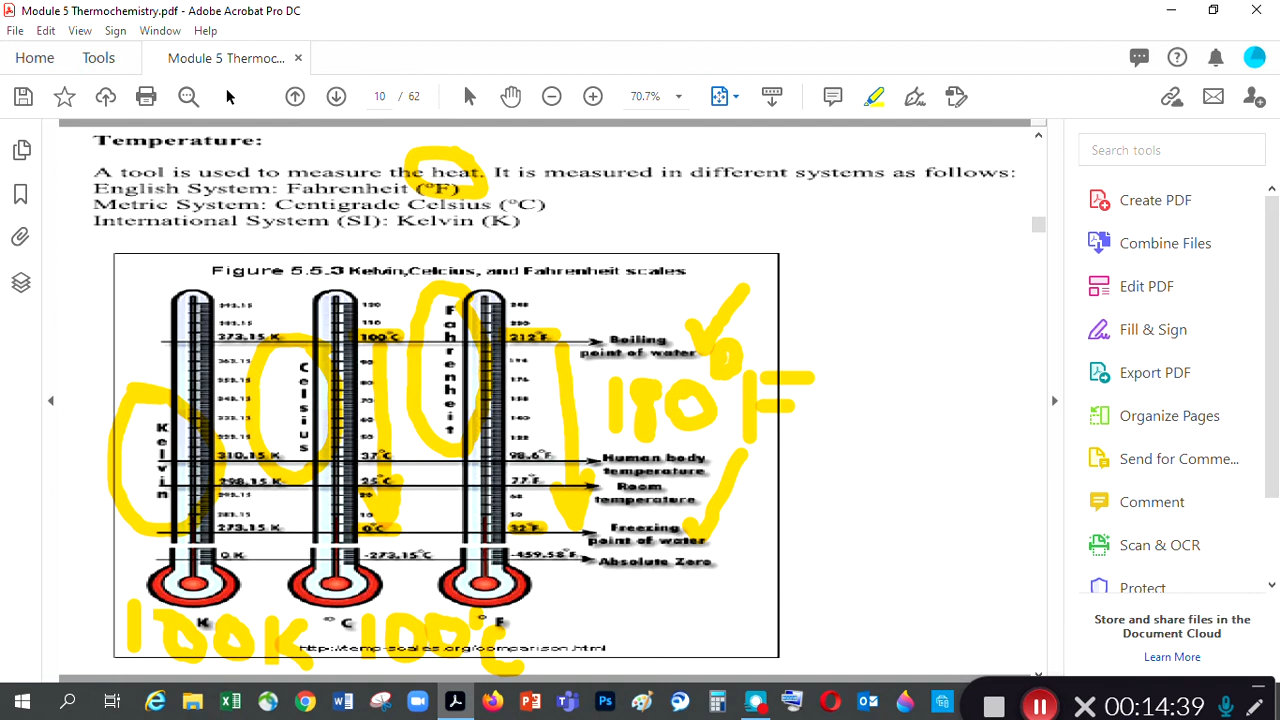 Module 5 Thermochemistry.pdf - Adobe Acrobat Pro DC
File Edit View Sign Window Help
Home Tools Module 5 Thermoc... ×
10 / 62 70.7%
Temperature:
A tool is used to measure the heat. It is measured in different systems as follows:
English System: Fahrenheit (°F)
Metric System: Centigrade Celsius (°C)
International System (SI): Kelvin (K)
Figure 5.5.3 Kelvin,Celcius, and Fahrenheit scales
Kelvin
Celsius
Fahrenheit
373.15 K 100°C 212°F Boiling
point of water
180°F
310.15 K 98.6°F Human body
temperature
298.15 K 25°C 77°F Room
temperature
273.15 K 0°C 32°F Freezing
point of water
0 K -273.15°C -459.58°F Absolute Zero
K °C °F
100K 100°C
http://temp-scales.org/comparison.html
Search tools
Create PDF
Combine Files
Edit PDF
Fill & Sign
Export PDF
Organize Pages
Send for Comme...
Comment
Scan & OCR
Protect
Store and share files in the
Document Cloud
Learn More
00:14:39